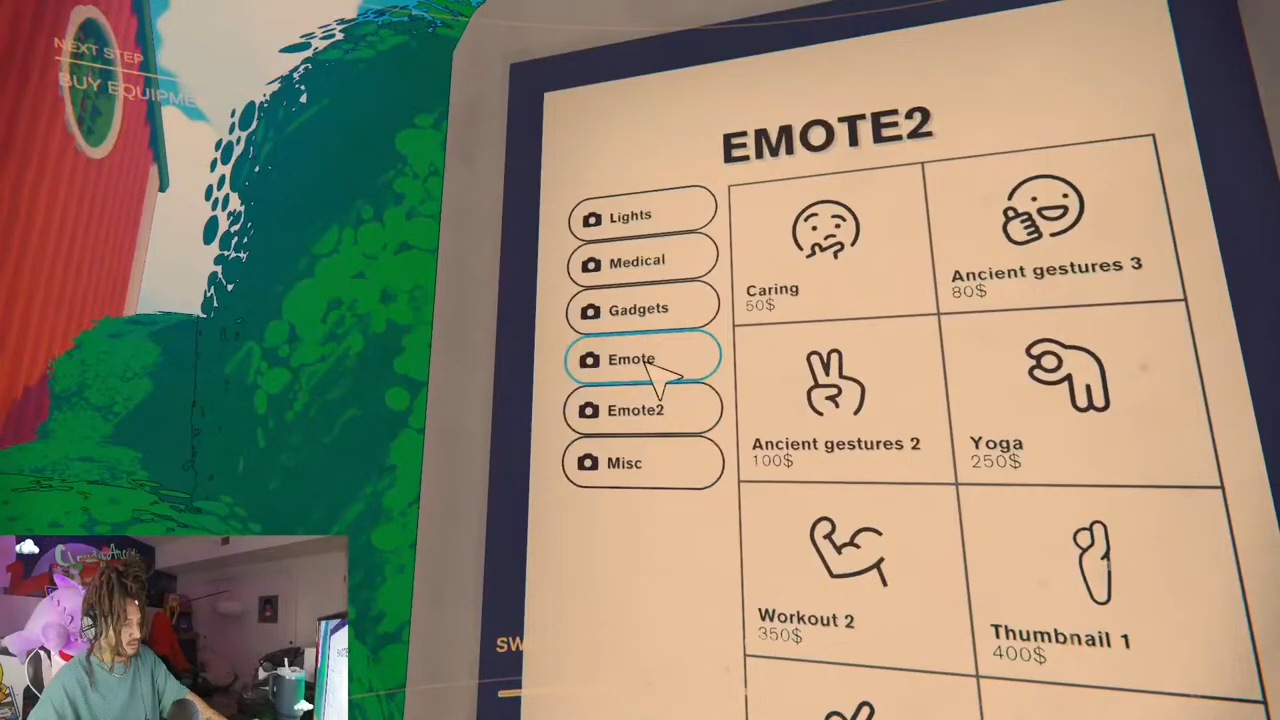 NEXT STEP
BUY EQUIPME
EMOTE2
Lights
Medical
Gadgets
Emote
Emote2
Misc
Caring
50$
Ancient gestures 3
80$
Ancient gestures 2
100$
Yoga
250$
Workout 2
350$
Thumbnail 1
400$
SW